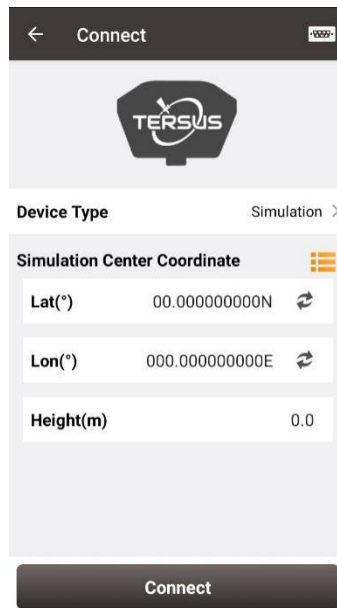 Connect
TERSUS
Device Type Simulation
Simulation Center Coordinate
Lat(°) 00.000000000N
Lon(°) 000.000000000E
Height(m) 0.0
Connect